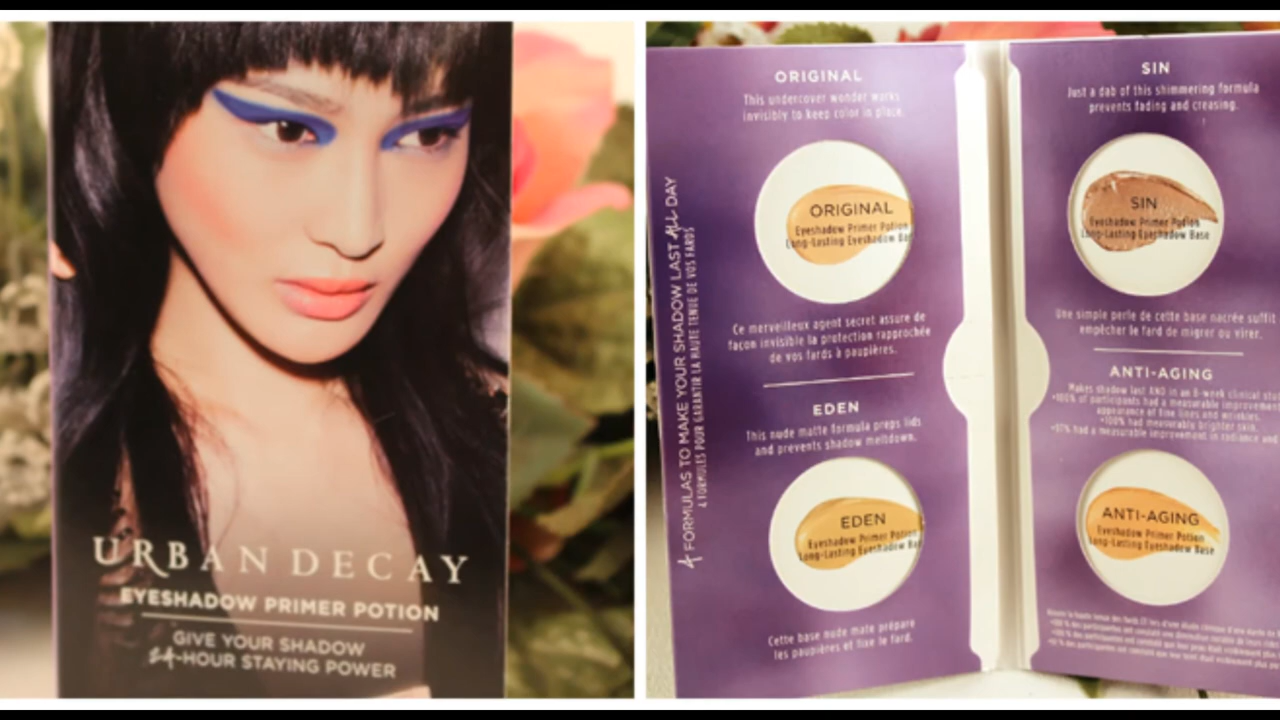 URBAN DECAY
EYESHADOW PRIMER POTION
GIVE YOUR SHADOW
24-HOUR STAYING POWER
4 FORMULAS TO MAKE YOUR SHADOW LAST ALL DAY
4 FORMULES POUR GARANTIR LA HAUTE TENUE DE VOS FARDS
ORIGINAL
This undercover wonder works
invisibly to keep color in place.
ORIGINAL
Eyeshadow Primer Potion
Long-Lasting Eyeshadow Bas
Ce merveilleux agent secret assure de
façon invisible la protection rapprochée
de vos fards à paupières.
EDEN
This nude matte formula preps lids
and prevents shadow meltdown.
EDEN
Eyeshadow Primer Potion
Long-Lasting Eyeshadow Bas
Cette base nude mate prépare
les paupières et fixe le fard.
SIN
Just a dab of this shimmering formula
prevents fading and creasing.
SIN
Eyeshadow Primer Potion
Long-Lasting Eyeshadow Base
Une simple perle de cette base nacrée suffit
empêcher le fard de migrer ou virer.
ANTI-AGING
Makes shadow last AND in an 8-week clinical stu
•100% of participants had a measurable improvemen
appearance of fine lines and wrinkles.
•100% had measurably brighter skin.
•97% had a measurable improvement in radiance and
ANTI-AGING
Eyeshadow Primer Potion
Long-Lasting Eyeshadow Base